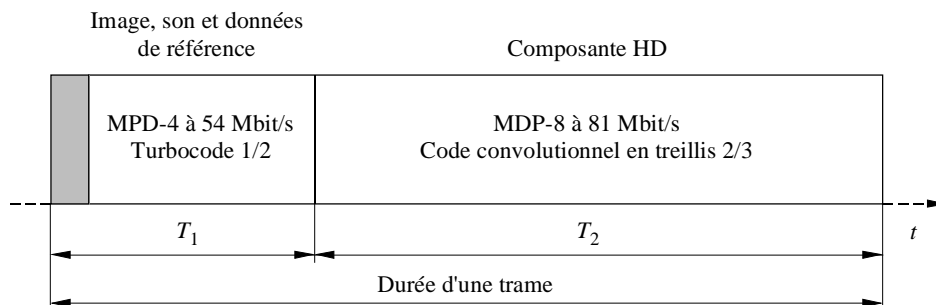 Image, son et données
de référence
Composante HD
MPD-4 à 54 Mbit/s
Turbocode 1/2
MDP-8 à 81 Mbit/s
Code convolutionnel en treillis 2/3
T1
T2
t
Durée d'une trame